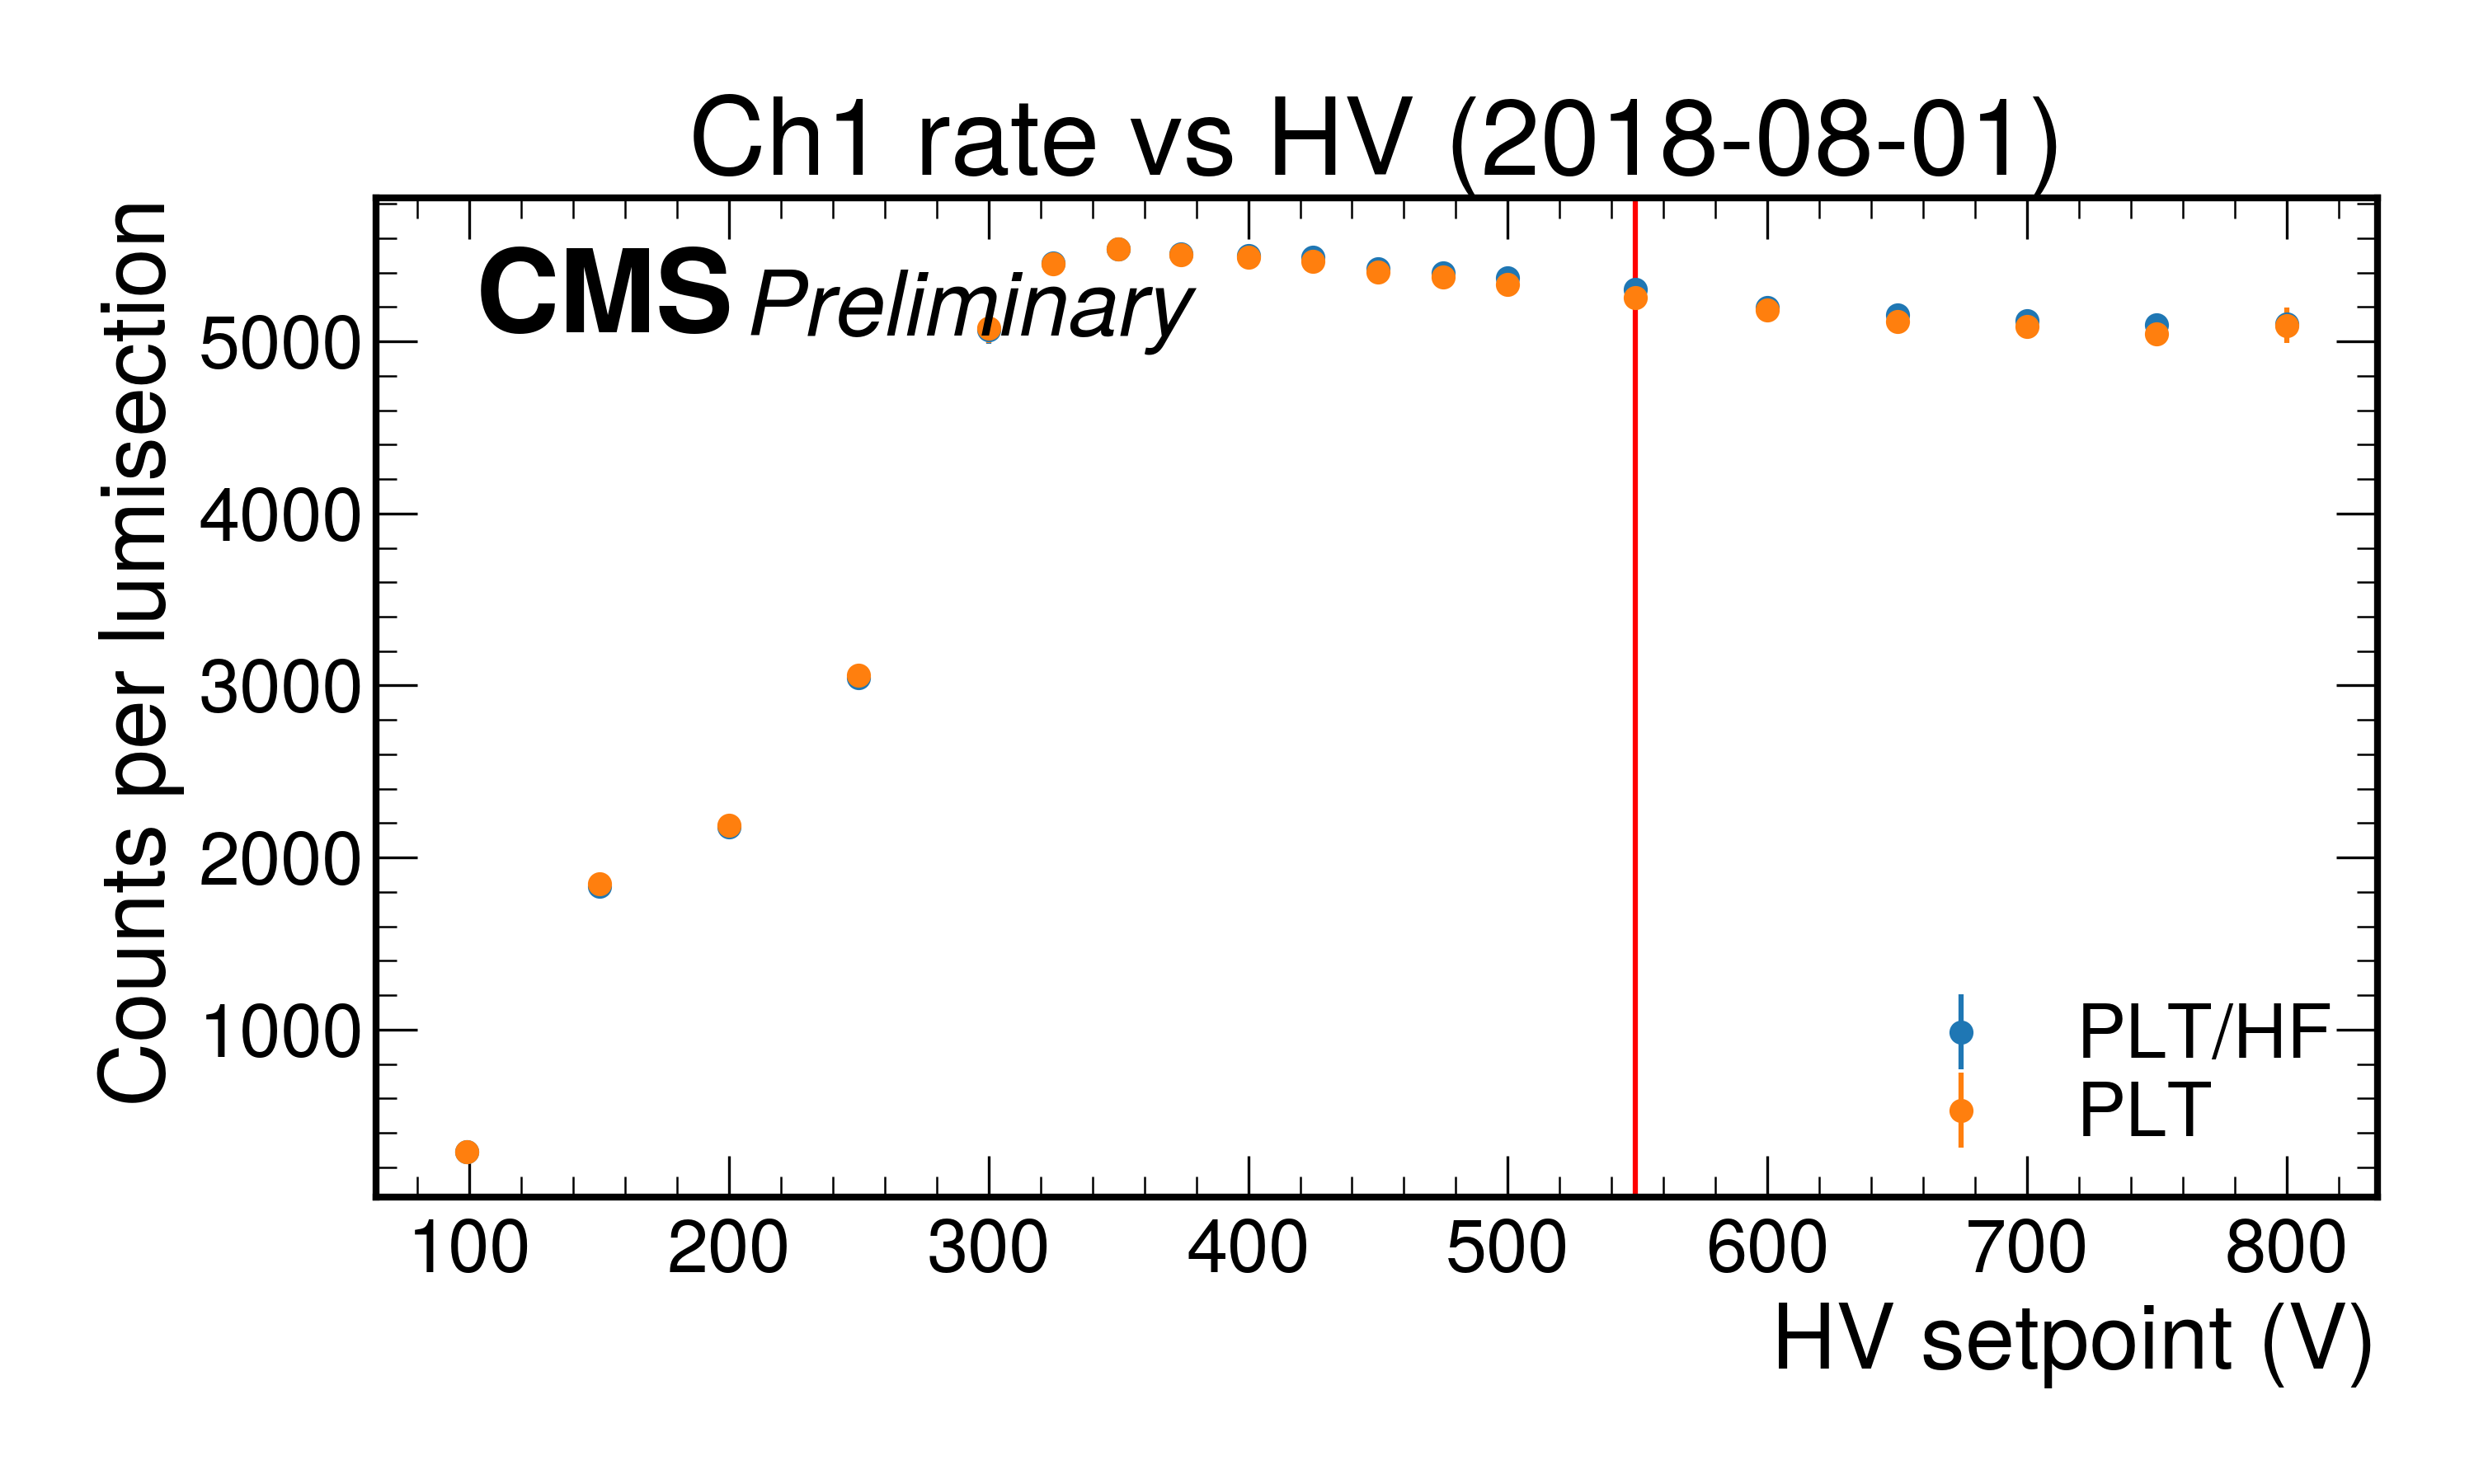 Ch1 rate vs HV (2018-08-01)
CMS Preliminary
Counts per lumisection
5000
4000
3000
2000
1000
PLT/HF
PLT
100 200 300 400 500 600 700 800
HV setpoint (V)